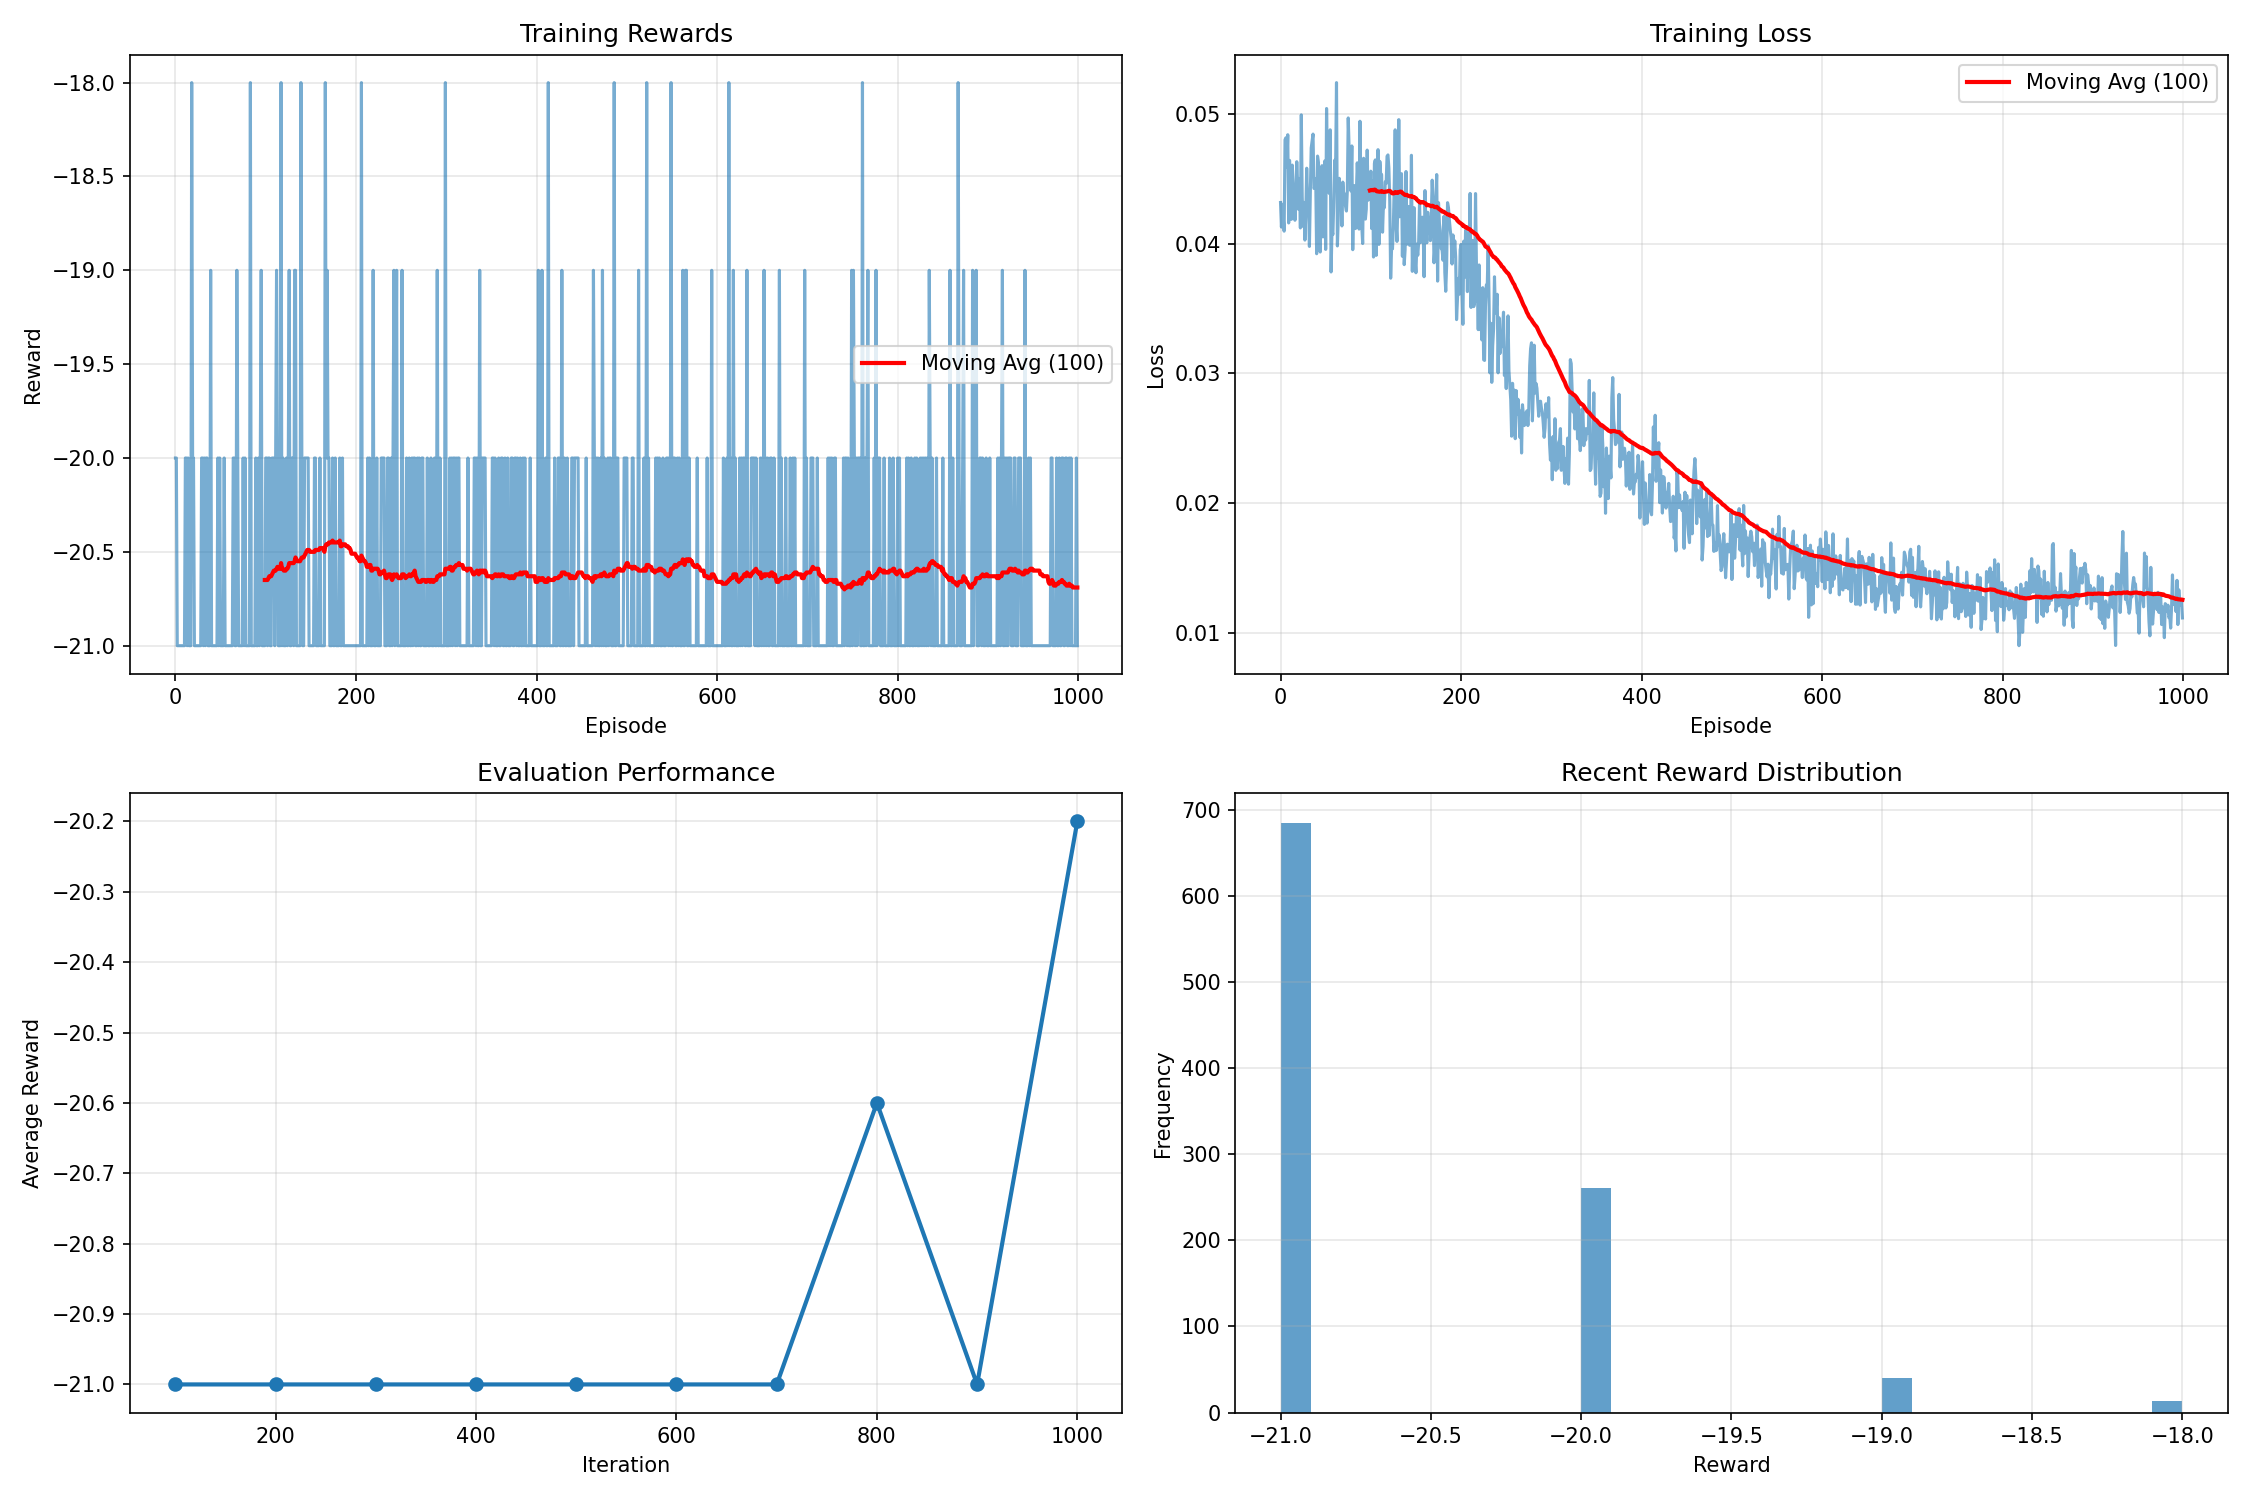 Training Rewards
−18.0
−18.5
−19.0
−19.5
−20.0
−20.5
−21.0
Reward
Moving Avg (100)
0 200 400 600 800 1000
Episode
Training Loss
0.05
0.04
0.03
0.02
0.01
Loss
Moving Avg (100)
0 200 400 600 800 1000
Episode
Evaluation Performance
−20.2
−20.3
−20.4
−20.5
−20.6
−20.7
−20.8
−20.9
−21.0
Average Reward
200 400 600 800 1000
Iteration
Recent Reward Distribution
700
600
500
400
300
200
100
0
Frequency
−21.0 −20.5 −20.0 −19.5 −19.0 −18.5 −18.0
Reward